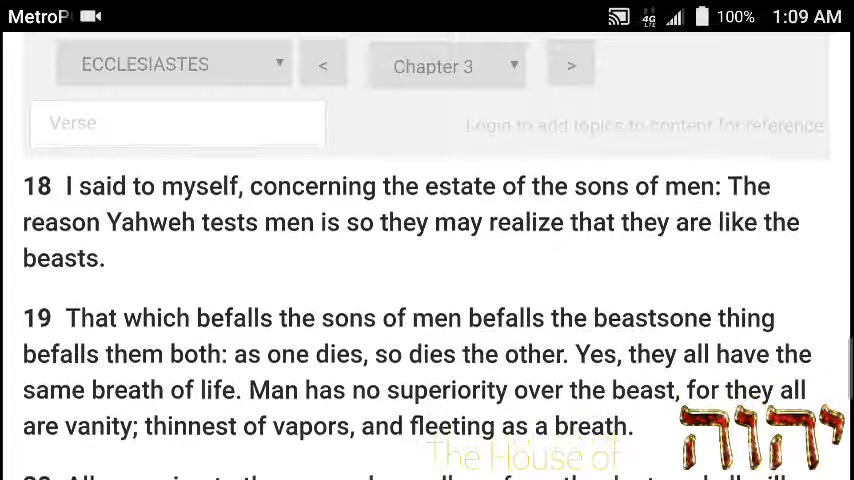 MetroP
4G
LTE
100%
1:09 AM
ECCLESIASTES
<
Chapter 3
>
Verse
Login to add topics to content for reference
18 I said to myself, concerning the estate of the sons of men: The
reason Yahweh tests men is so they may realize that they are like the
beasts.
19 That which befalls the sons of men befalls the beastsone thing
befalls them both: as one dies, so dies the other. Yes, they all have the
same breath of life. Man has no superiority over the beast, for they all
are vanity; thinnest of vapors, and fleeting as a breath.
יהוה
The House of